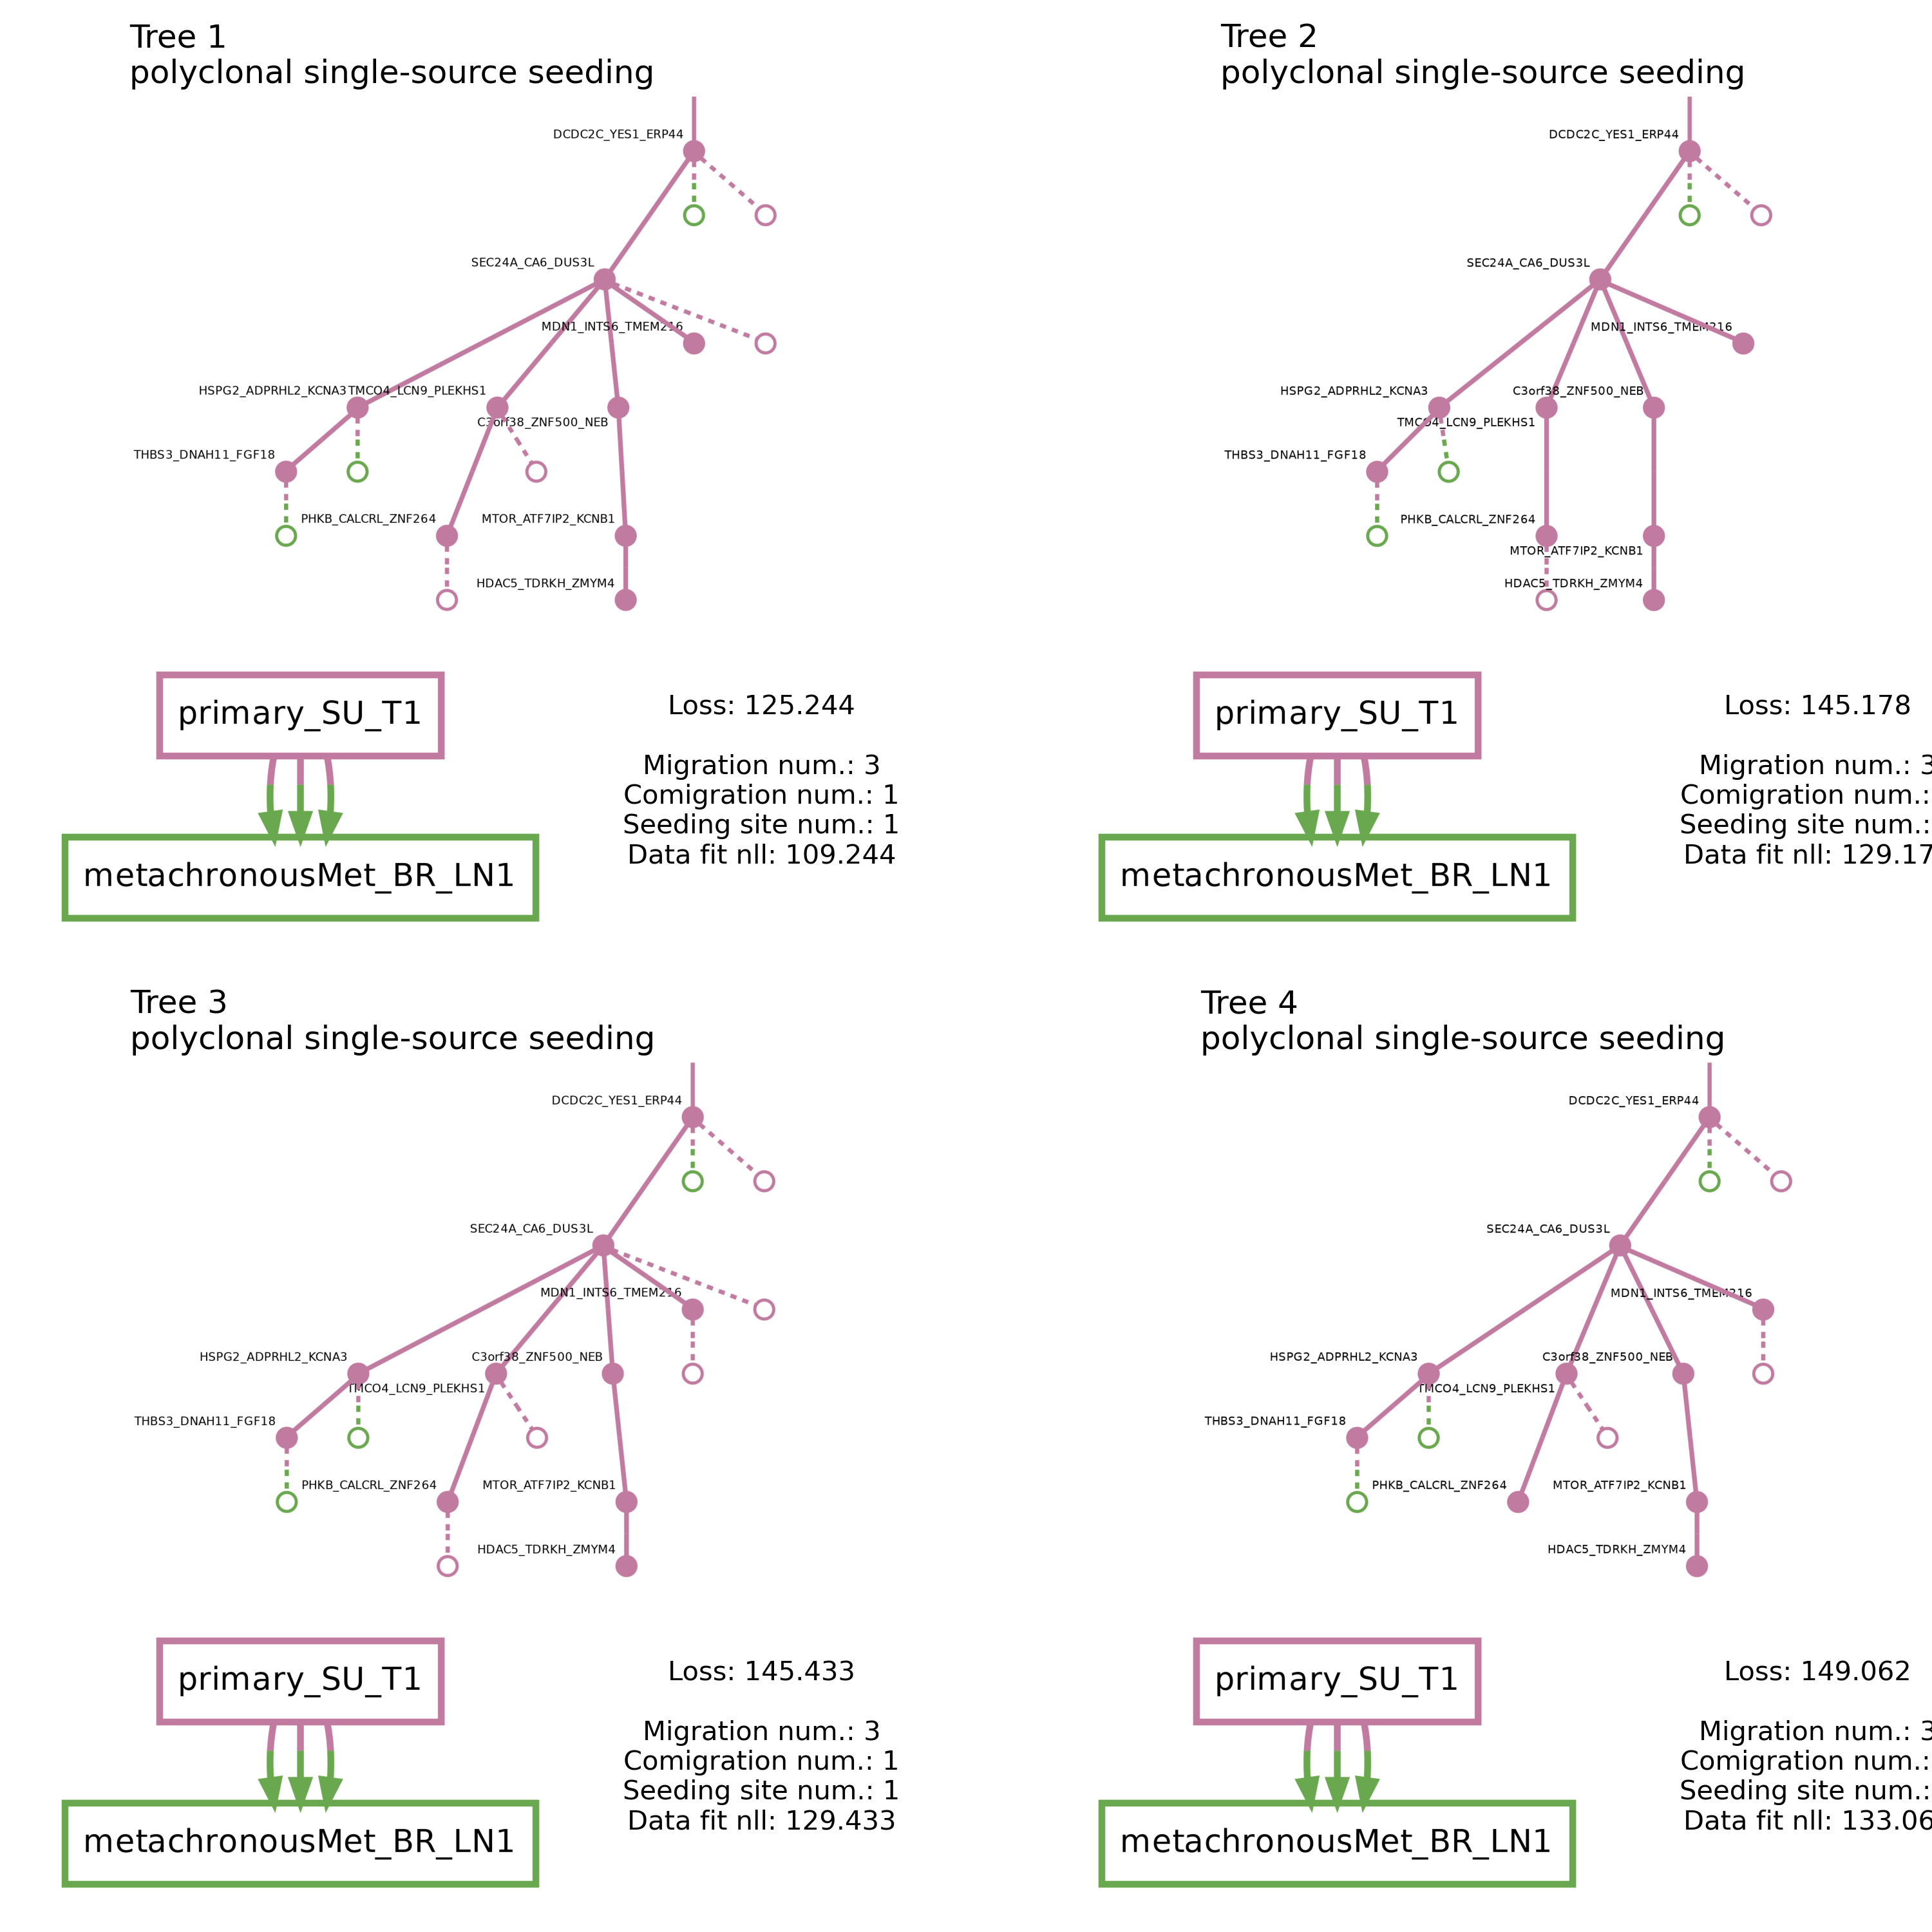 Tree 1
polyclonal single-source seeding
DCDC2C_YES1_ERP44
SEC24A_CA6_DUS3L
MDN1_INTS6_TMEM216
HSPG2_ADPRHL2_KCNA3
TMCO4_LCN9_PLEKHS1
C3orf38_ZNF500_NEB
THBS3_DNAH11_FGF18
PHKB_CALCRL_ZNF264
MTOR_ATF7IP2_KCNB1
HDAC5_TDRKH_ZMYM4
primary_SU_T1
metachronousMet_BR_LN1
Loss: 125.244
Migration num.: 3
Comigration num.: 1
Seeding site num.: 1
Data fit nll: 109.244
Tree 2
polyclonal single-source seeding
DCDC2C_YES1_ERP44
SEC24A_CA6_DUS3L
MDN1_INTS6_TMEM216
HSPG2_ADPRHL2_KCNA3
C3orf38_ZNF500_NEB
TMCO4_LCN9_PLEKHS1
THBS3_DNAH11_FGF18
PHKB_CALCRL_ZNF264
MTOR_ATF7IP2_KCNB1
HDAC5_TDRKH_ZMYM4
primary_SU_T1
metachronousMet_BR_LN1
Loss: 145.178
Migration num.: 3
Comigration num.:
Seeding site num.:
Data fit nll: 129.17
Tree 3
polyclonal single-source seeding
DCDC2C_YES1_ERP44
SEC24A_CA6_DUS3L
MDN1_INTS6_TMEM216
HSPG2_ADPRHL2_KCNA3
C3orf38_ZNF500_NEB
TMCO4_LCN9_PLEKHS1
THBS3_DNAH11_FGF18
PHKB_CALCRL_ZNF264
MTOR_ATF7IP2_KCNB1
HDAC5_TDRKH_ZMYM4
primary_SU_T1
metachronousMet_BR_LN1
Loss: 145.433
Migration num.: 3
Comigration num.: 1
Seeding site num.: 1
Data fit nll: 129.433
Tree 4
polyclonal single-source seeding
DCDC2C_YES1_ERP44
SEC24A_CA6_DUS3L
MDN1_INTS6_TMEM216
HSPG2_ADPRHL2_KCNA3
C3orf38_ZNF500_NEB
TMCO4_LCN9_PLEKHS1
THBS3_DNAH11_FGF18
PHKB_CALCRL_ZNF264
MTOR_ATF7IP2_KCNB1
HDAC5_TDRKH_ZMYM4
primary_SU_T1
metachronousMet_BR_LN1
Loss: 149.062
Migration num.: 3
Comigration num.:
Seeding site num.:
Data fit nll: 133.06